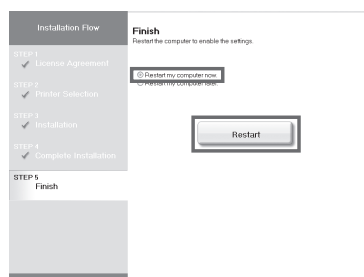 Installation Flow
STEP 1
License Agreement
STEP 2
Printer Selection
STEP 3
Installation
STEP 4
Complete Installation
STEP 5
Finish
Finish
Restart the computer to enable the settings.
Restart my computer now.
Restart my computer later.
Restart